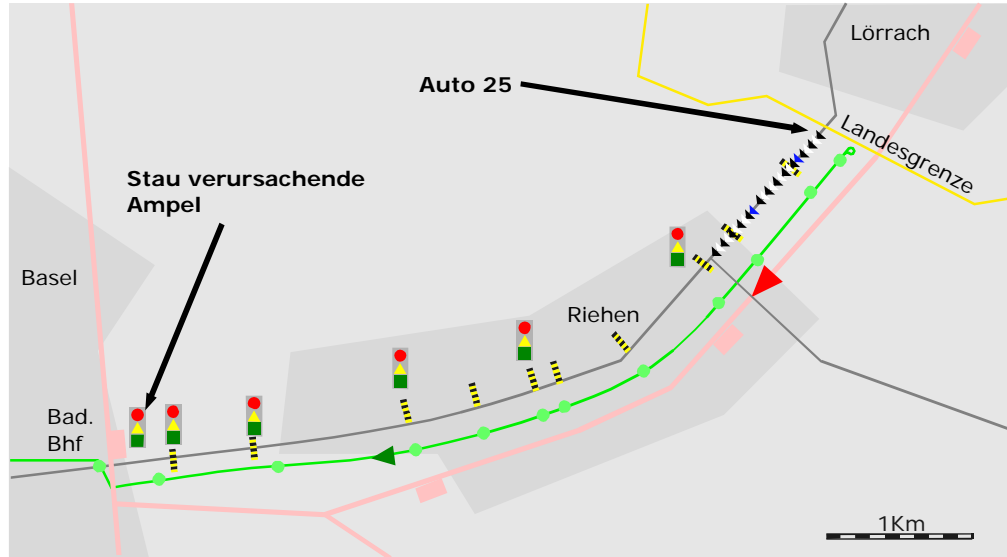 Lörrach
Auto 25
Landesgrenze
Stau verursachende
Ampel
Basel
Riehen
Bad.
Bhf
1Km